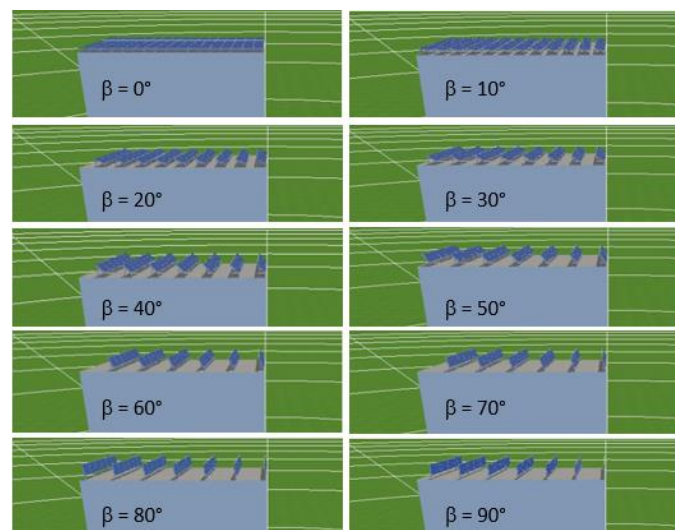 β = 0°
β = 10°
β = 20°
β = 30°
β = 40°
β = 50°
β = 60°
β = 70°
β = 80°
β = 90°